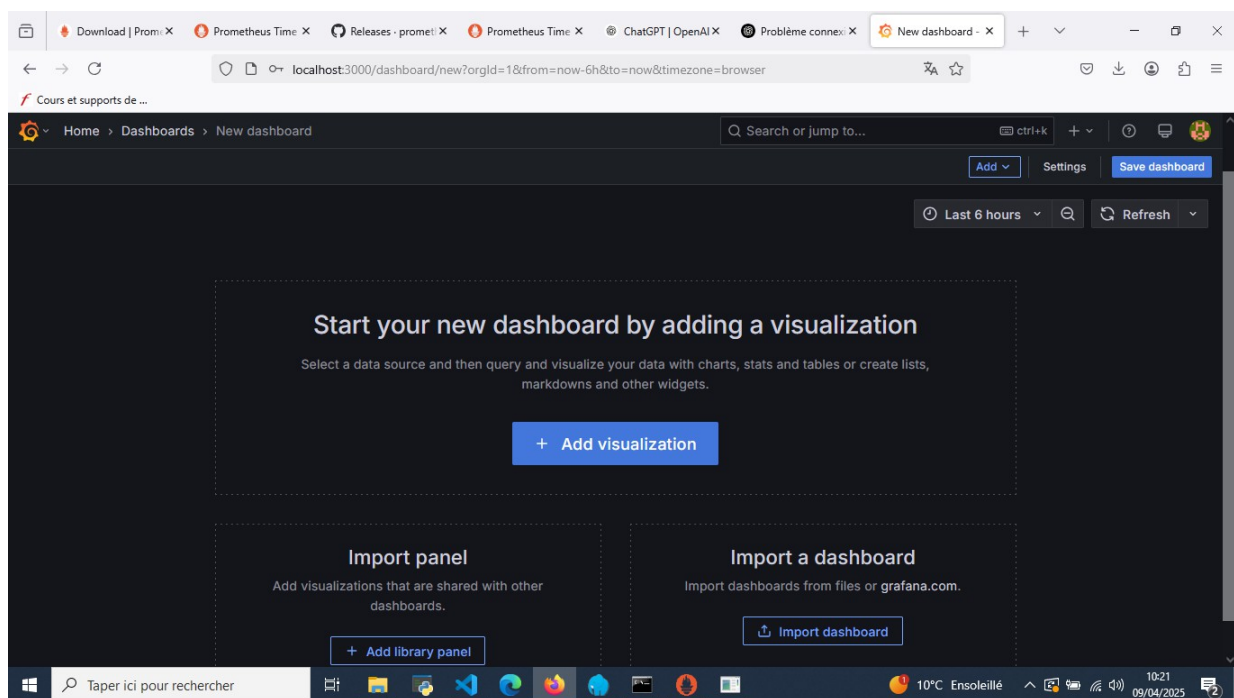 Download | Prom
Prometheus Time
Releases · promet
Prometheus Time
ChatGPT | OpenAI
Problème connexi
New dashboard -
localhost:3000/dashboard/new?orgId=1&from=now-6h&to=now&timezone=browser
Cours et supports de ...
Home › Dashboards › New dashboard
Search or jump to...
ctrl+k
Add
Settings
Save dashboard
Last 6 hours
Refresh
Start your new dashboard by adding a visualization
Select a data source and then query and visualize your data with charts, stats and tables or create lists,
markdowns and other widgets.
+ Add visualization
Import panel
Add visualizations that are shared with other
dashboards.
+ Add library panel
Import a dashboard
Import dashboards from files or grafana.com.
Import dashboard
Taper ici pour rechercher
10°C Ensoleillé
10:21
09/04/2025
2